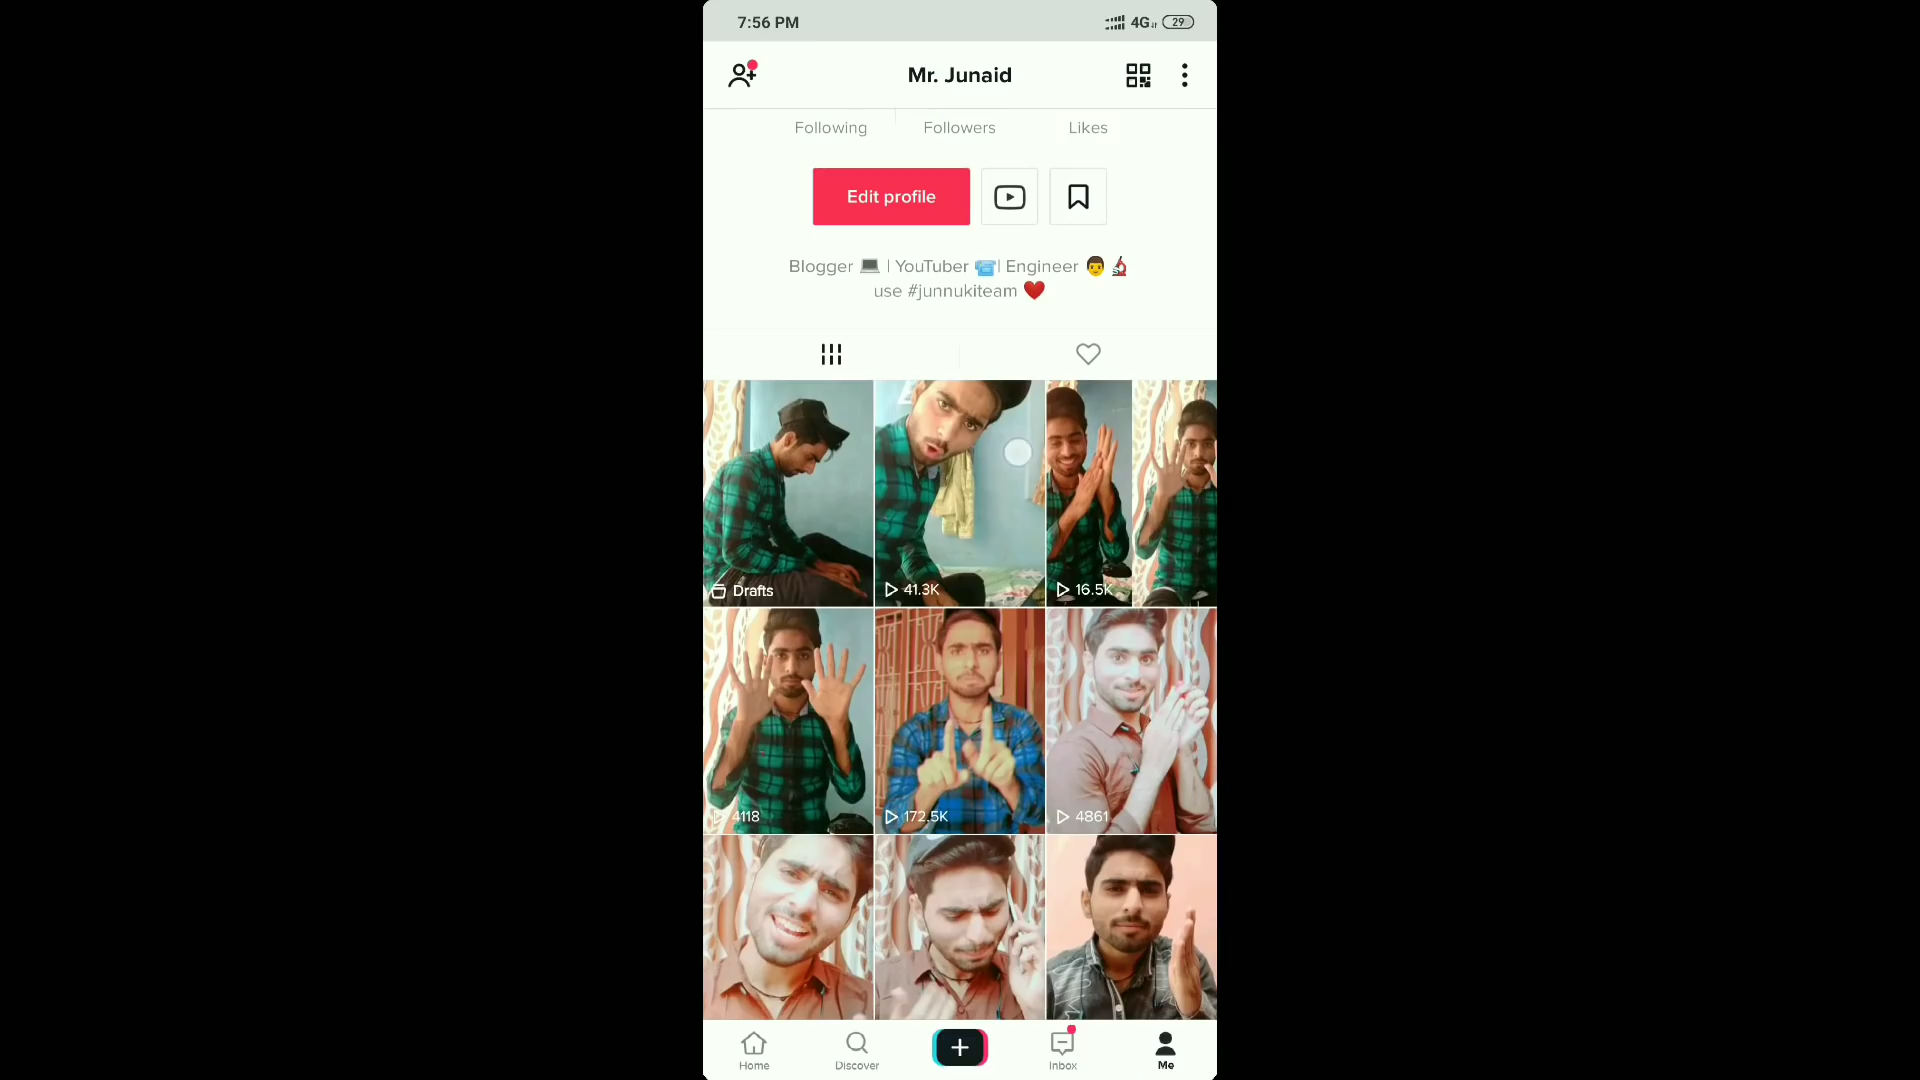 7:56 PM 4G 29
Mr. Junaid
Following Followers Likes
Edit profile
Blogger 💻 | YouTuber 📹| Engineer 👨‍🔬
use #junnukiteam ❤️
Drafts 41.3K 16.5K
4118 172.5K 4861
Home Discover Inbox Me